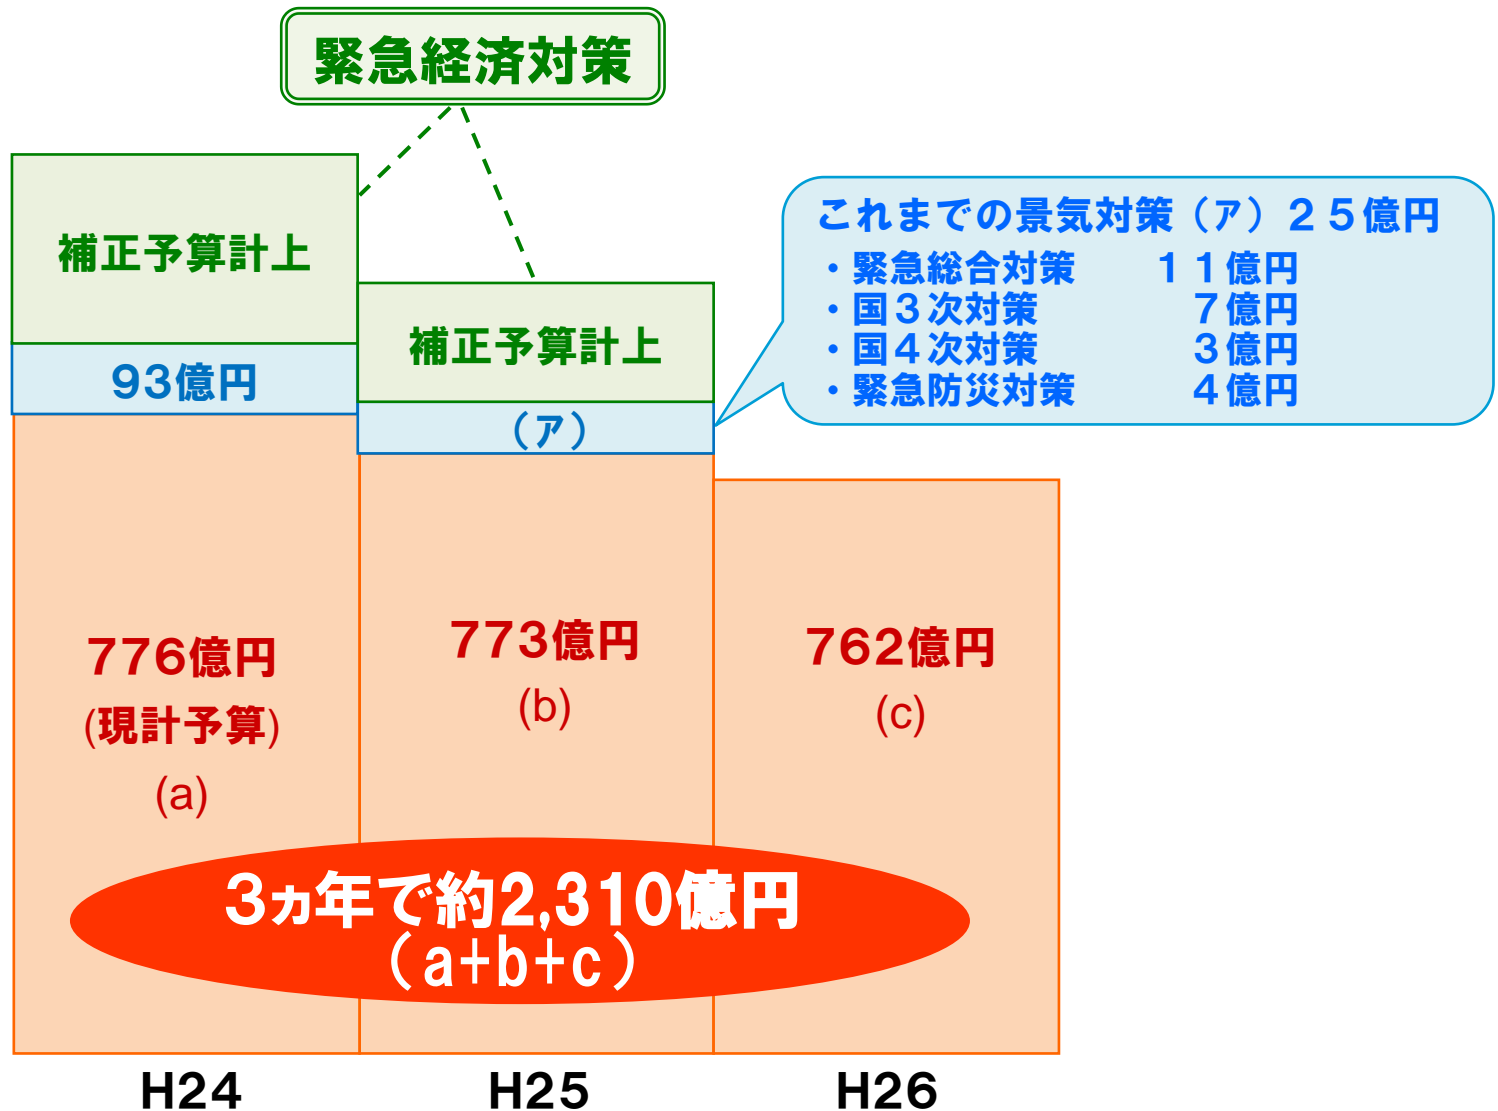 緊急経済対策
補正予算計上
93億円
776億円
(現計予算)
(a)
補正予算計上
（ア）
773億円
(b)
これまでの景気対策（ア）２５億円
・緊急総合対策　　１１億円
・国３次対策　　　　７億円
・国４次対策　　　　３億円
・緊急防災対策　　　４億円
762億円
(c)
3ヵ年で約2,310億円
（a+b+c）
H24 H25 H26